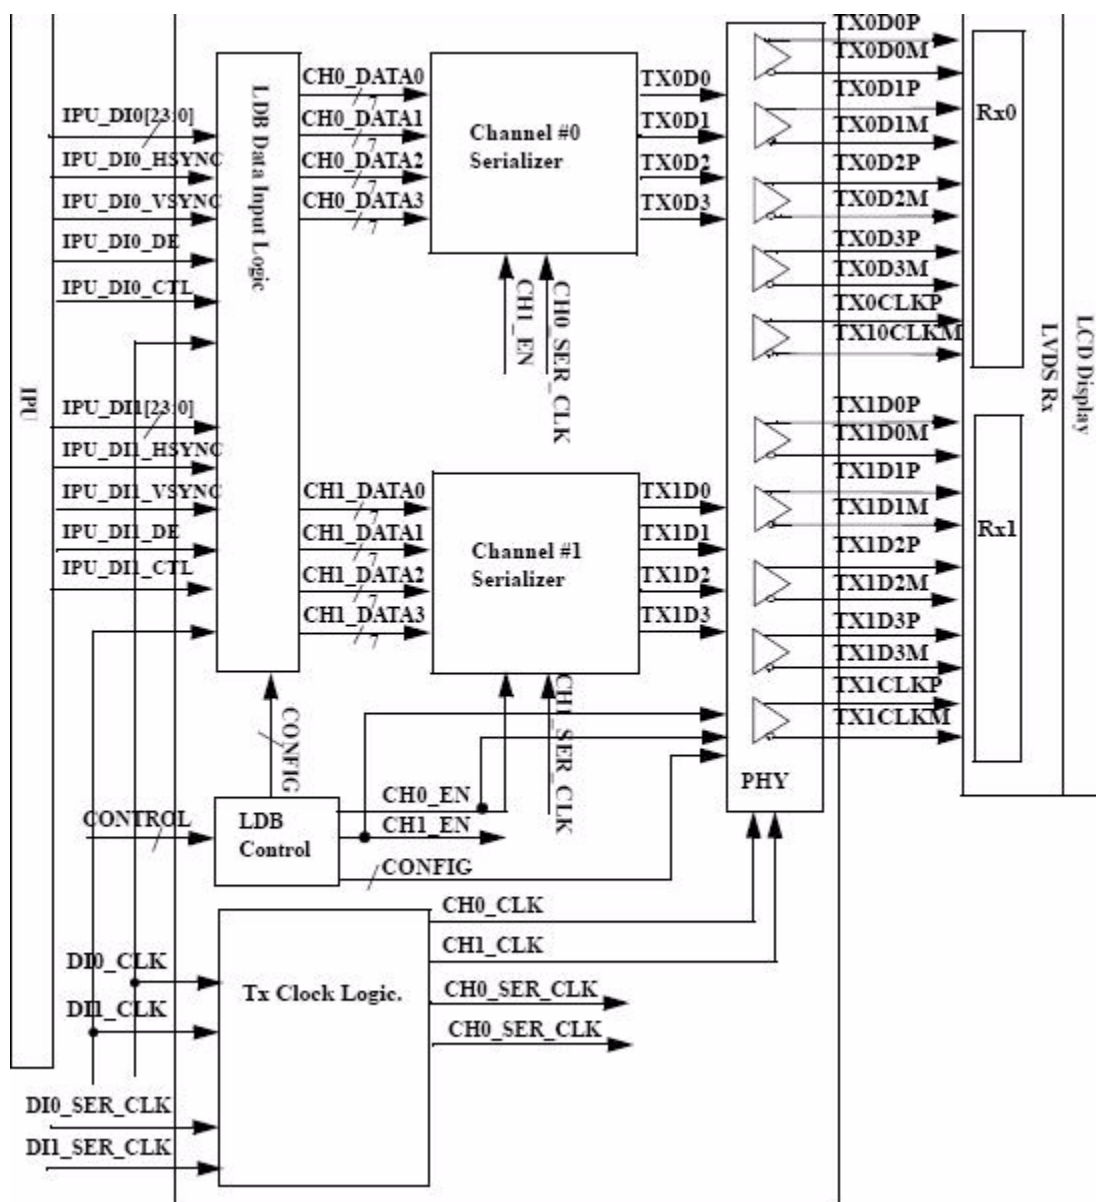 IPU
IPU_DI0[23:0]
IPU_DI0_HSYNC
IPU_DI0_VSYNC
IPU_DI0_DE
IPU_DI0_CTL
IPU_DI1[23:0]
IPU_DI1_HSYNC
IPU_DI1_VSYNC
IPU_DI1_DE
IPU_DI1_CTL
LDB Data Input Logic
CH0_DATA0
7
CH0_DATA1
7
CH0_DATA2
7
CH0_DATA3
7
Channel #0
Serializer
CH1_EN
CH0_SER_CLK
TX0D0
TX0D1
TX0D2
TX0D3
CH1_DATA0
7
CH1_DATA1
7
CH1_DATA2
7
CH1_DATA3
7
Channel #1
Serializer
CH1_SER_CLK
TX1D0
TX1D1
TX1D2
TX1D3
PHY
TX0D0P
TX0D0M
TX0D1P
TX0D1M
TX0D2P
TX0D2M
TX0D3P
TX0D3M
TX0CLKP
TX10CLKM
TX1D0P
TX1D0M
TX1D1P
TX1D1M
TX1D2P
TX1D2M
TX1D3P
TX1D3M
TX1CLKP
TX1CLKM
Rx0
Rx1
LVDS Rx
LCD Display
CONFIG
CONTROL
LDB
Control
CH0_EN
CH1_EN
CONFIG
DI0_CLK
DI1_CLK
DI0_SER_CLK
DI1_SER_CLK
Tx Clock Logic.
CH0_CLK
CH1_CLK
CH0_SER_CLK
CH0_SER_CLK